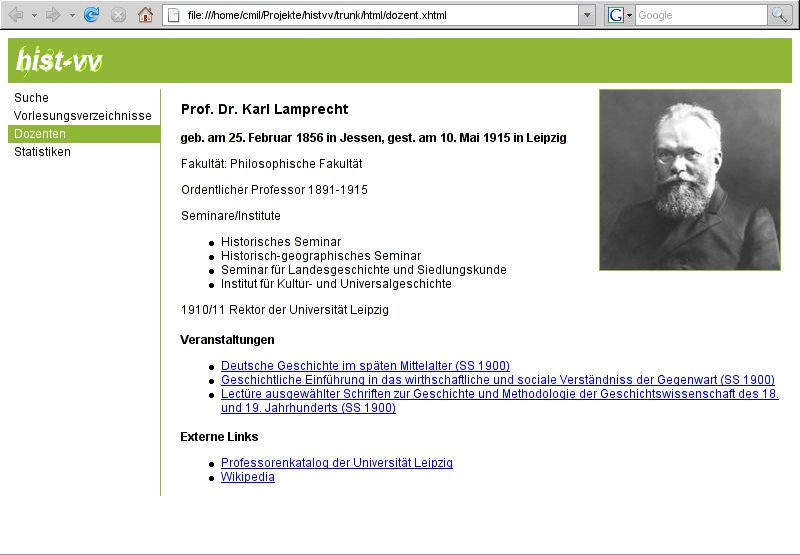 file:///home/cmil/Projekte/histvv/trunk/html/dozent.xhtml
G
Google
hist-vv
Suche
Vorlesungsverzeichnisse
Dozenten
Statistiken
Prof. Dr. Karl Lamprecht
geb. am 25. Februar 1856 in Jessen, gest. am 10. Mai 1915 in Leipzig
Fakultät: Philosophische Fakultät
Ordentlicher Professor 1891-1915
Seminare/Institute
Historisches Seminar
Historisch-geographisches Seminar
Seminar für Landesgeschichte und Siedlungskunde
Institut für Kultur- und Universalgeschichte
1910/11 Rektor der Universität Leipzig
Veranstaltungen
Deutsche Geschichte im späten Mittelalter (SS 1900)
Geschichtliche Einführung in das wirthschaftliche und sociale Verständniss der Gegenwart (SS 1900)
Lectüre ausgewählter Schriften zur Geschichte und Methodologie der Geschichtswissenschaft des 18.
und 19. Jahrhunderts (SS 1900)
Externe Links
Professorenkatalog der Universität Leipzig
Wikipedia